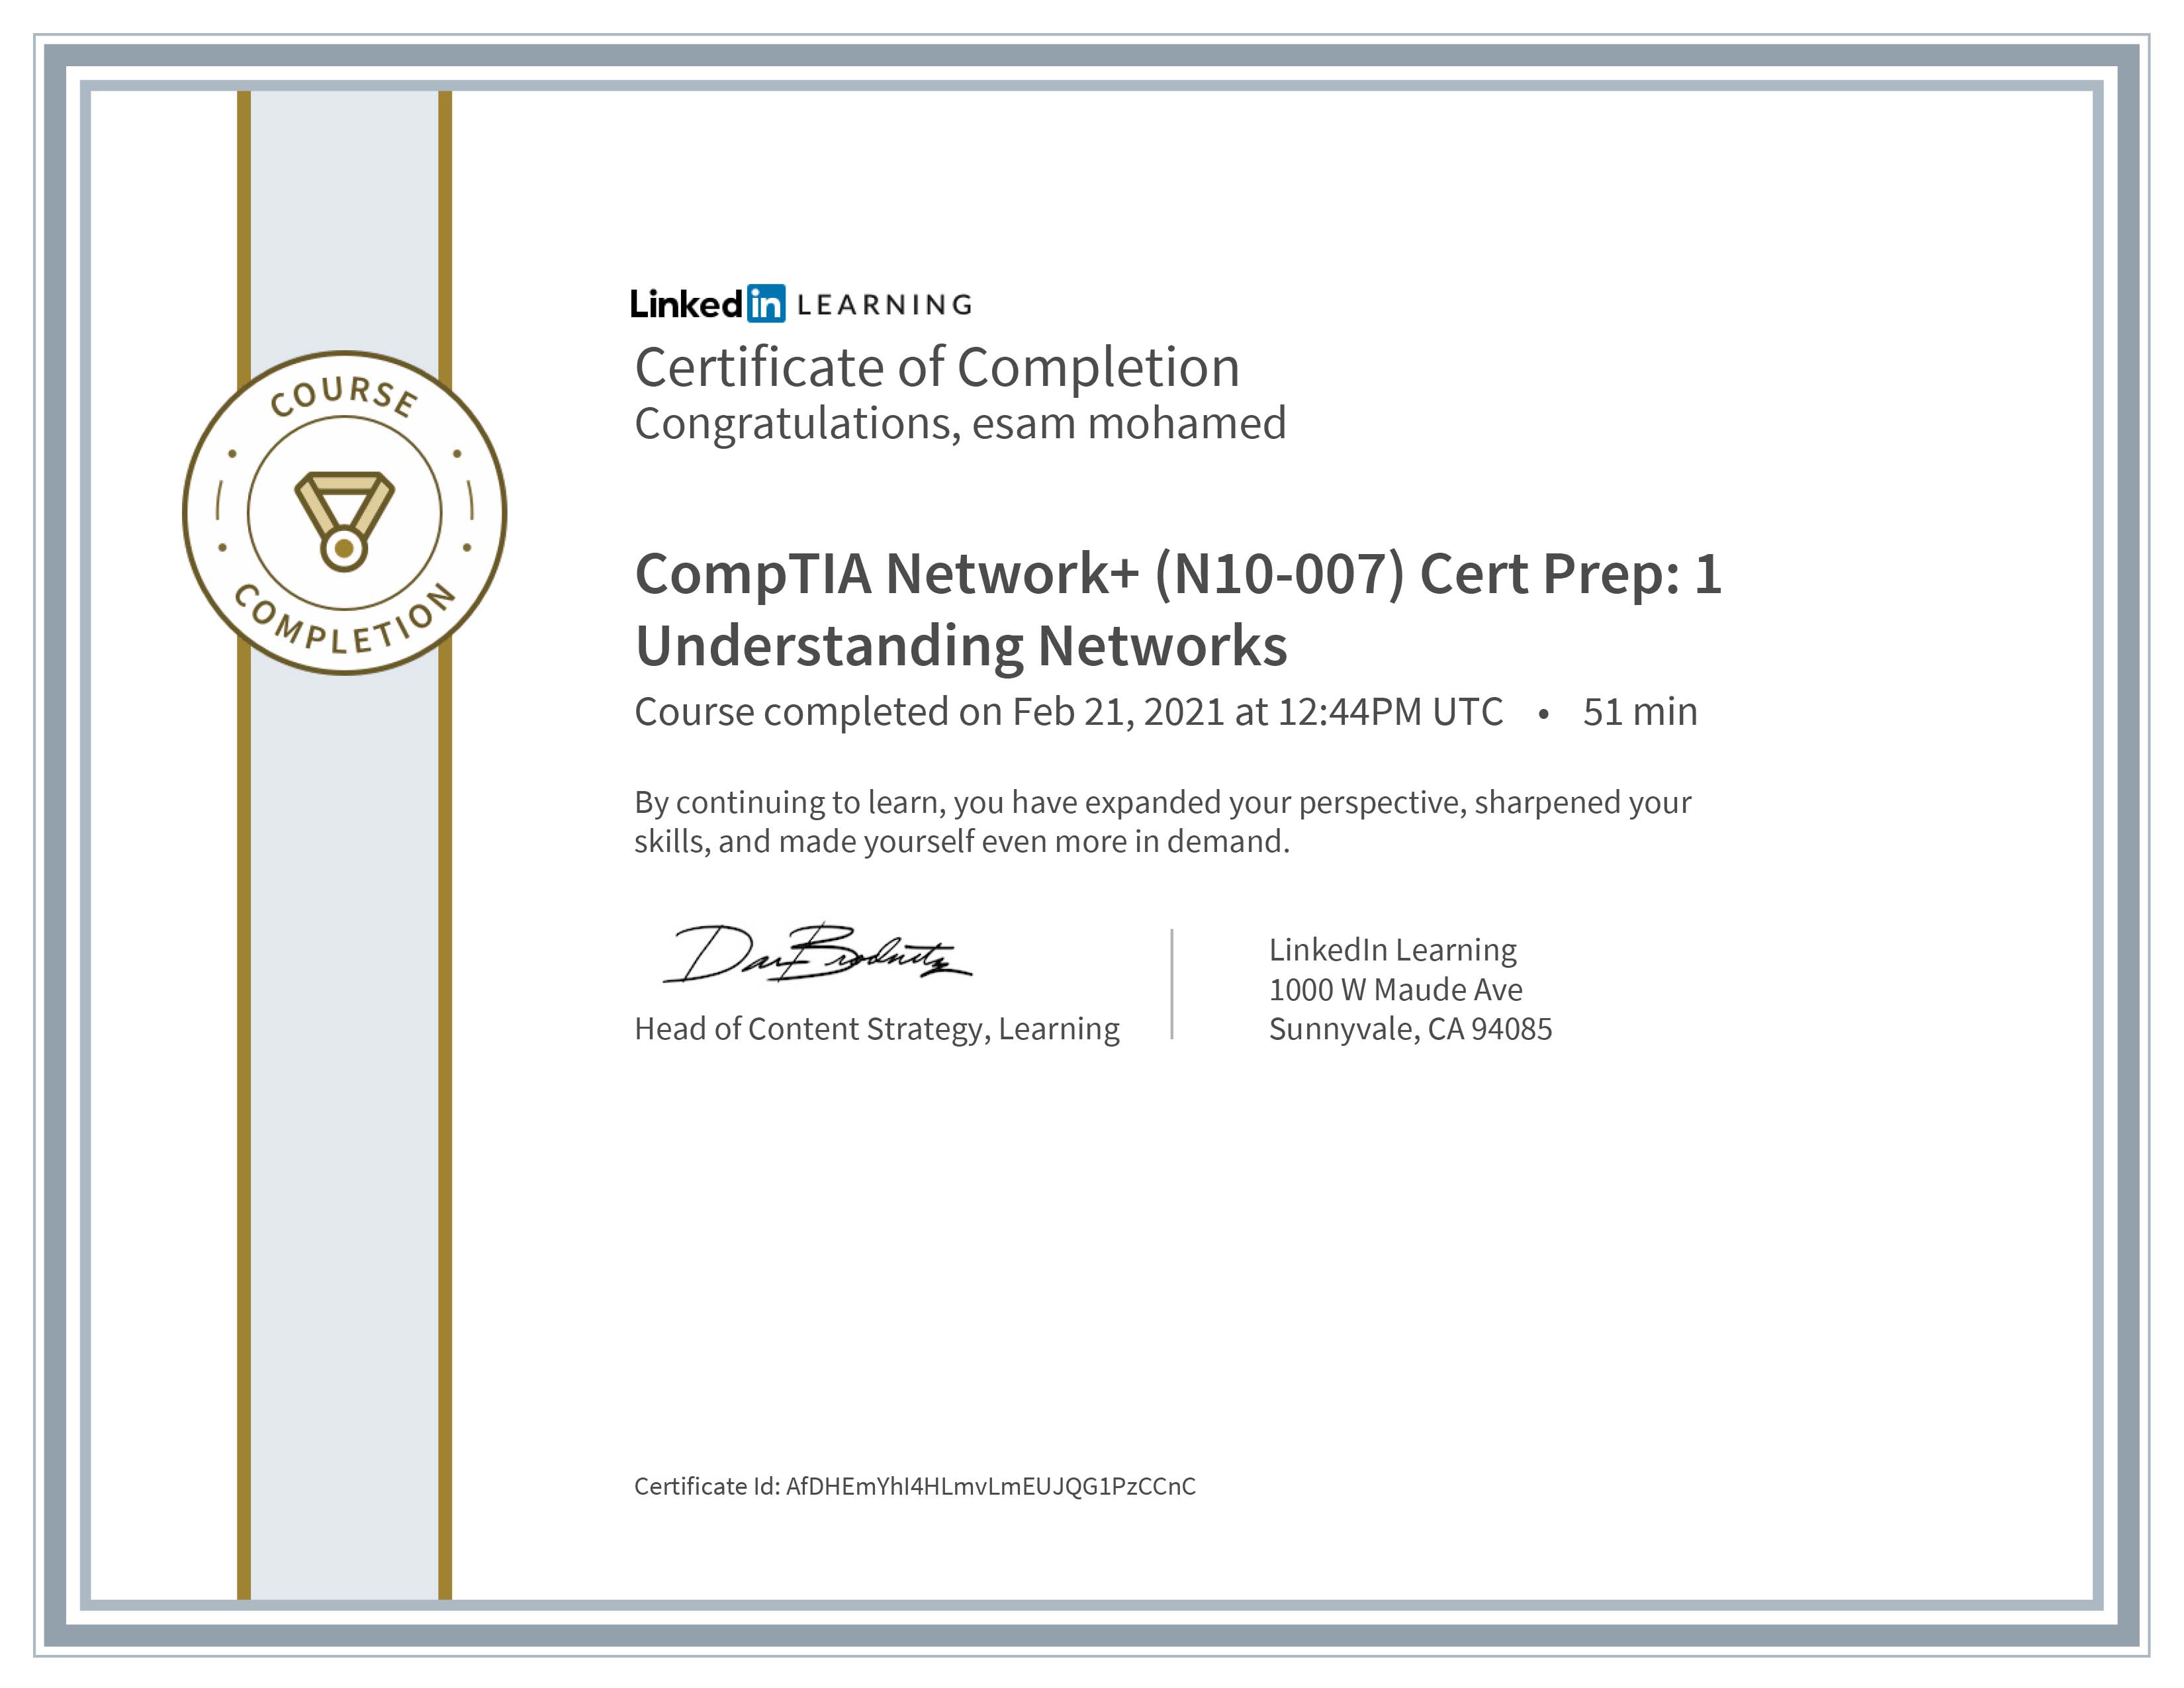 COURSE
COMPLETION
Linkedin LEARNING
Certificate of Completion
Congratulations, esam mohamed
CompTIA Network+ (N10-007) Cert Prep: 1
Understanding Networks
Course completed on Feb 21, 2021 at 12:44PM UTC • 51 min
By continuing to learn, you have expanded your perspective, sharpened your
skills, and made yourself even more in demand.
Dan Brodnitz
Head of Content Strategy, Learning
LinkedIn Learning
1000 W Maude Ave
Sunnyvale, CA 94085
Certificate Id: AfDHEmYhI4HLmvLmEUJQG1PzCCnC